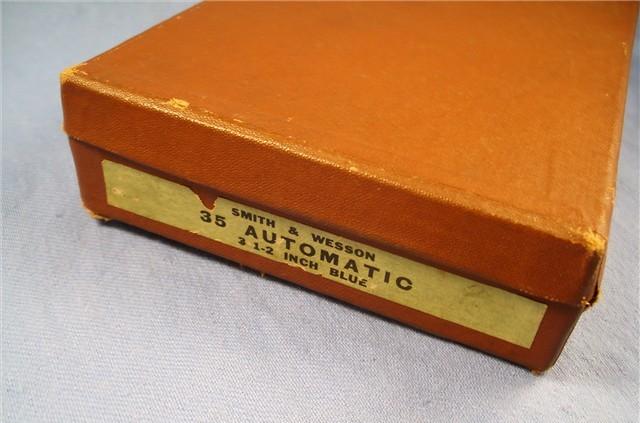 SMITH & WESSON
35 AUTOMATIC
3 1-2 INCH BLUE